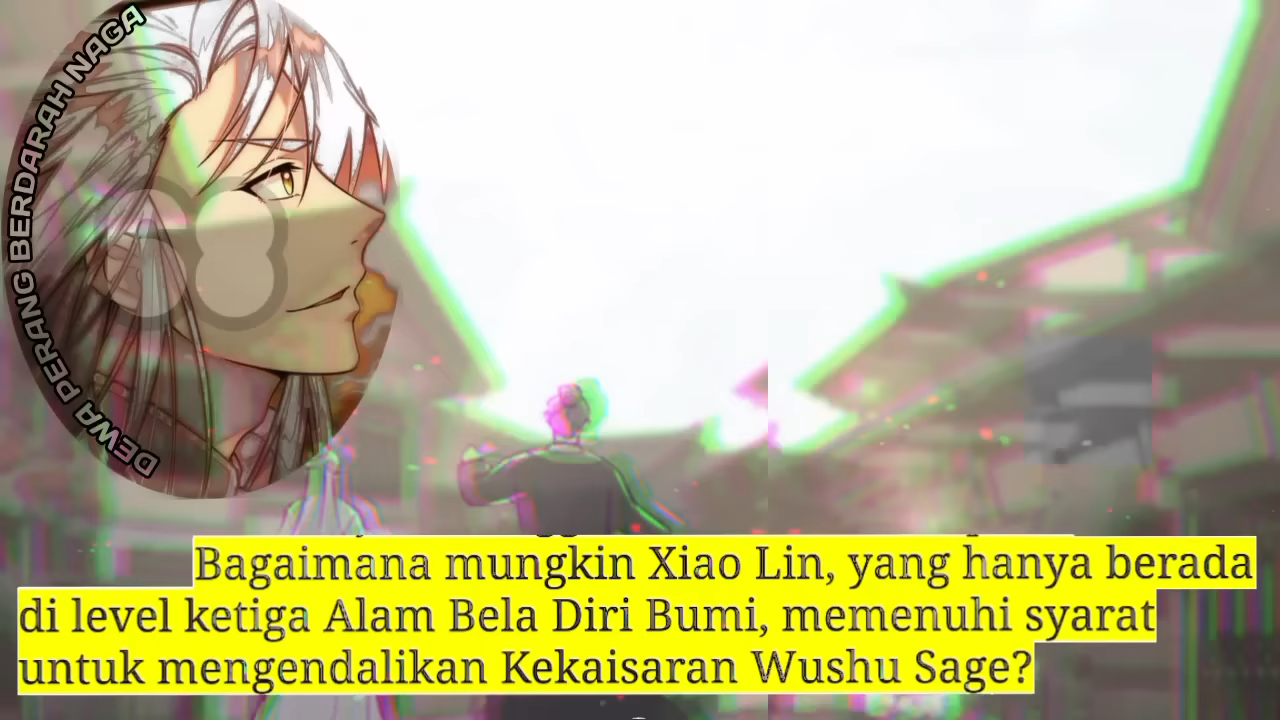 DEWA PERANG BERDARAH NAGA
Bagaimana mungkin Xiao Lin, yang hanya berada
di level ketiga Alam Bela Diri Bumi, memenuhi syarat
untuk mengendalikan Kekaisaran Wushu Sage?